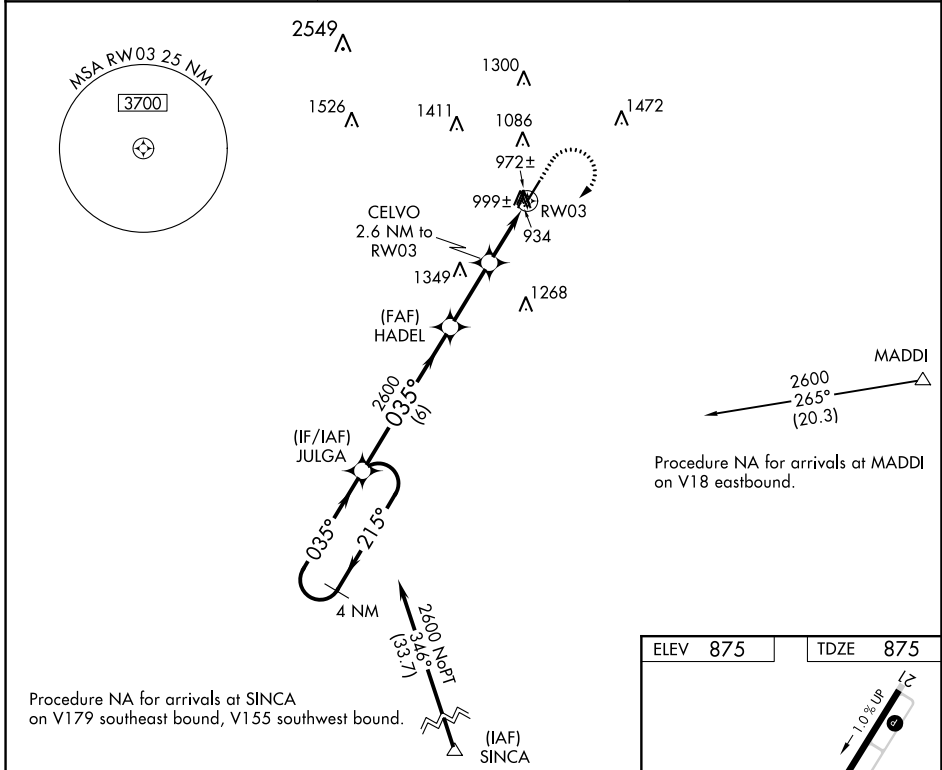 MSA RW03 25 NM
3700
2549
1300
1526
1411
1086
1472
972±
999±
RW03
934
CELVO
2.6 NM to
RW03
1349
1268
(FAF)
HADEL
MADDI
2600
265°
(20.3)
2600
035°
(6)
(IF/IAF)
JULGA
Procedure NA for arrivals at MADDI
on V18 eastbound.
035°
215°
4 NM
2600 NoPT
346°
(33.7)
Procedure NA for arrivals at SINCA
on V179 southeast bound, V155 southwest bound.
(IAF)
SINCA
ELEV 875
TDZE 875
21
1.0% UP
P